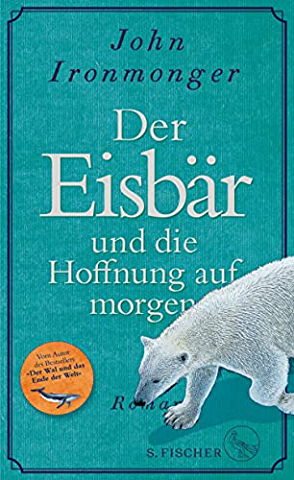 John
Ironmonger
Der
Eisbär
und die
Hoffnung auf
morgen
Vom Autor
des Bestsellers
»Der Wal und das
Ende der Welt«
Roman
S. FISCHER